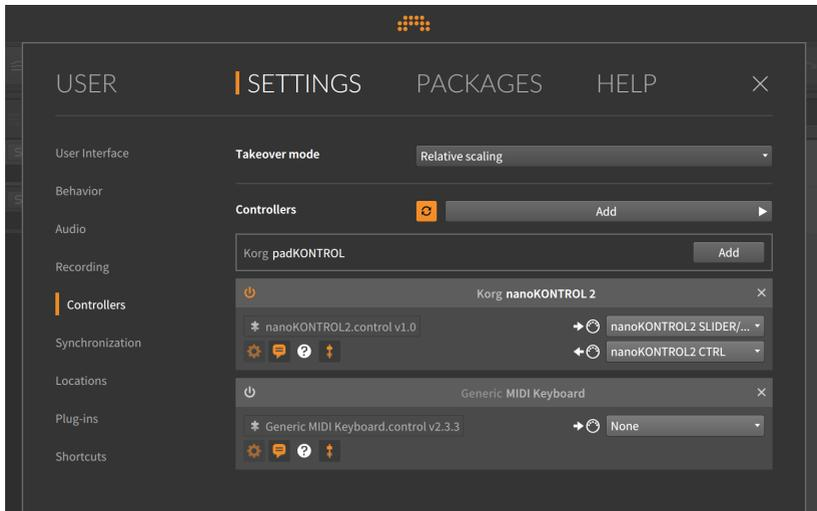 USER
SETTINGS
PACKAGES
HELP
User Interface
Behavior
Audio
Recording
Controllers
Synchronization
Locations
Plug-ins
Shortcuts
Takeover mode
Relative scaling
Controllers
Add
Korg padKONTROL
Add
Korg nanoKONTROL 2
nanoKONTROL2.control v1.0
nanoKONTROL2 SLIDER/...
nanoKONTROL2 CTRL
Generic MIDI Keyboard
Generic MIDI Keyboard.control v2.3.3
None